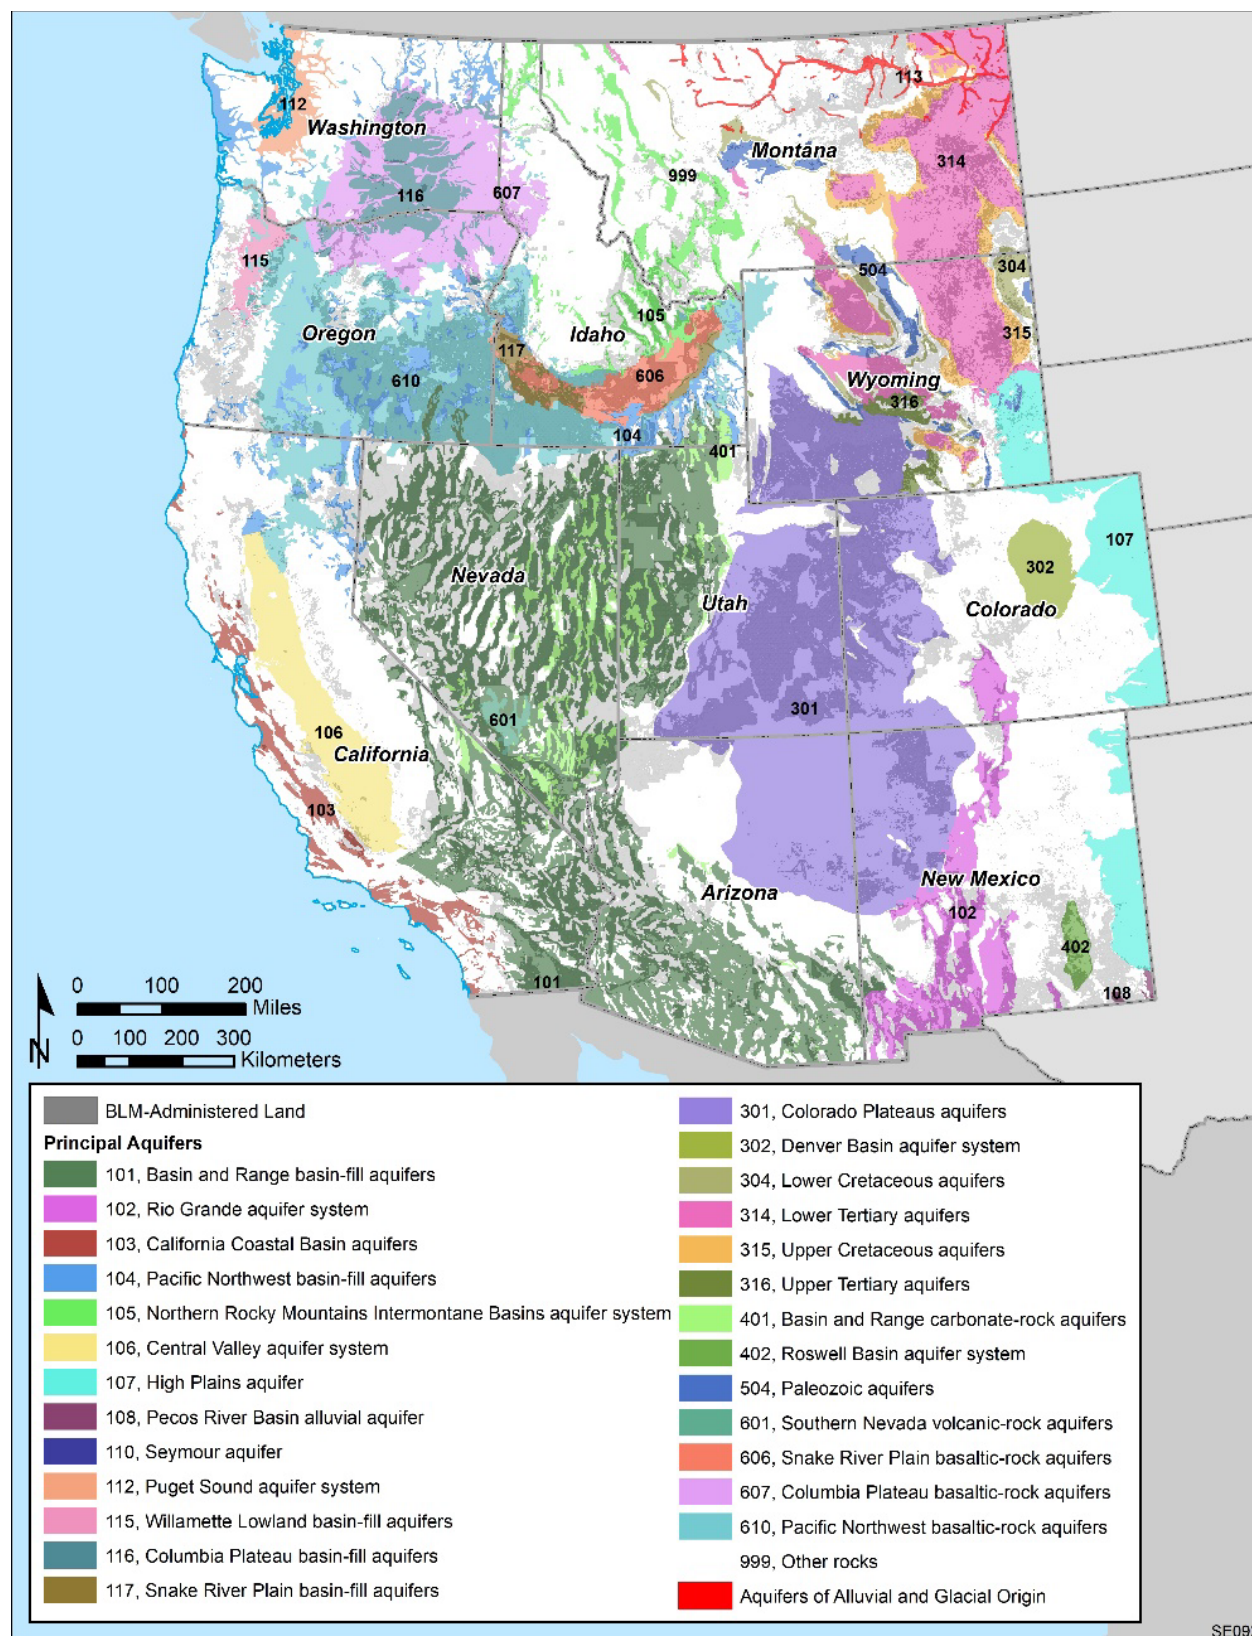 113
112
Washington
Montana
314
999
116
607
115
504
304
105
Oregon
Idaho
315
117
Wyoming
610
606
316
104
401
107
302
Nevada
Utah
Colorado
301
601
106
California
103
Arizona
New Mexico
102
402
101
108
0 100 200
Miles
0 100 200 300
Kilometers
N
BLM-Administered Land
Principal Aquifers
101, Basin and Range basin-fill aquifers
102, Rio Grande aquifer system
103, California Coastal Basin aquifers
104, Pacific Northwest basin-fill aquifers
105, Northern Rocky Mountains Intermontane Basins aquifer system
106, Central Valley aquifer system
107, High Plains aquifer
108, Pecos River Basin alluvial aquifer
110, Seymour aquifer
112, Puget Sound aquifer system
115, Willamette Lowland basin-fill aquifers
116, Columbia Plateau basin-fill aquifers
117, Snake River Plain basin-fill aquifers
301, Colorado Plateaus aquifers
302, Denver Basin aquifer system
304, Lower Cretaceous aquifers
314, Lower Tertiary aquifers
315, Upper Cretaceous aquifers
316, Upper Tertiary aquifers
401, Basin and Range carbonate-rock aquifers
402, Roswell Basin aquifer system
504, Paleozoic aquifers
601, Southern Nevada volcanic-rock aquifers
606, Snake River Plain basaltic-rock aquifers
607, Columbia Plateau basaltic-rock aquifers
610, Pacific Northwest basaltic-rock aquifers
999, Other rocks
Aquifers of Alluvial and Glacial Origin